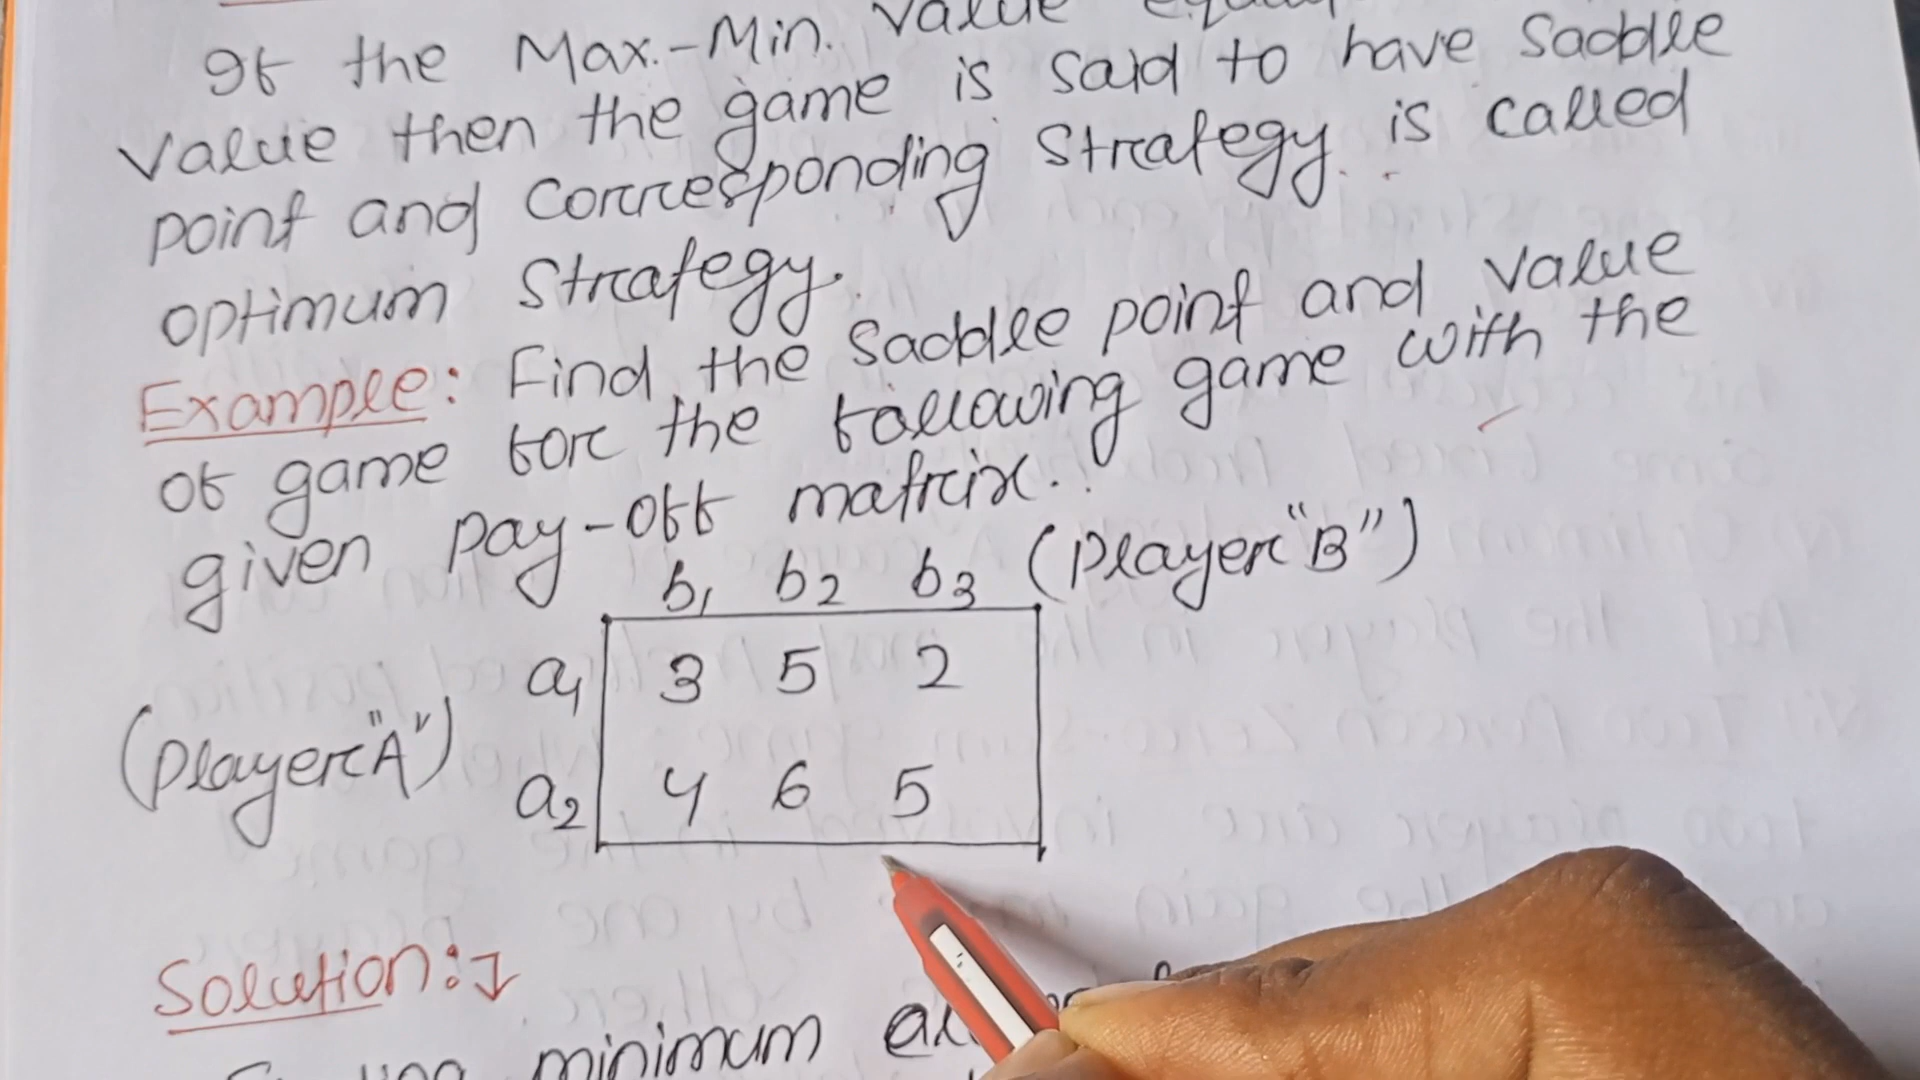 If the Max.-Min. Value
Value then the game is said to have Saddle
point and corresponding Strategy is called
optimum Strategy.
Example: Find the saddle point and value
of game for the following game with the
given pay-off matrix.
b1 b2 b3 (player "B")
a1 3 5 2
(player "A")
a2 4 6 5
Solution:-
minimum